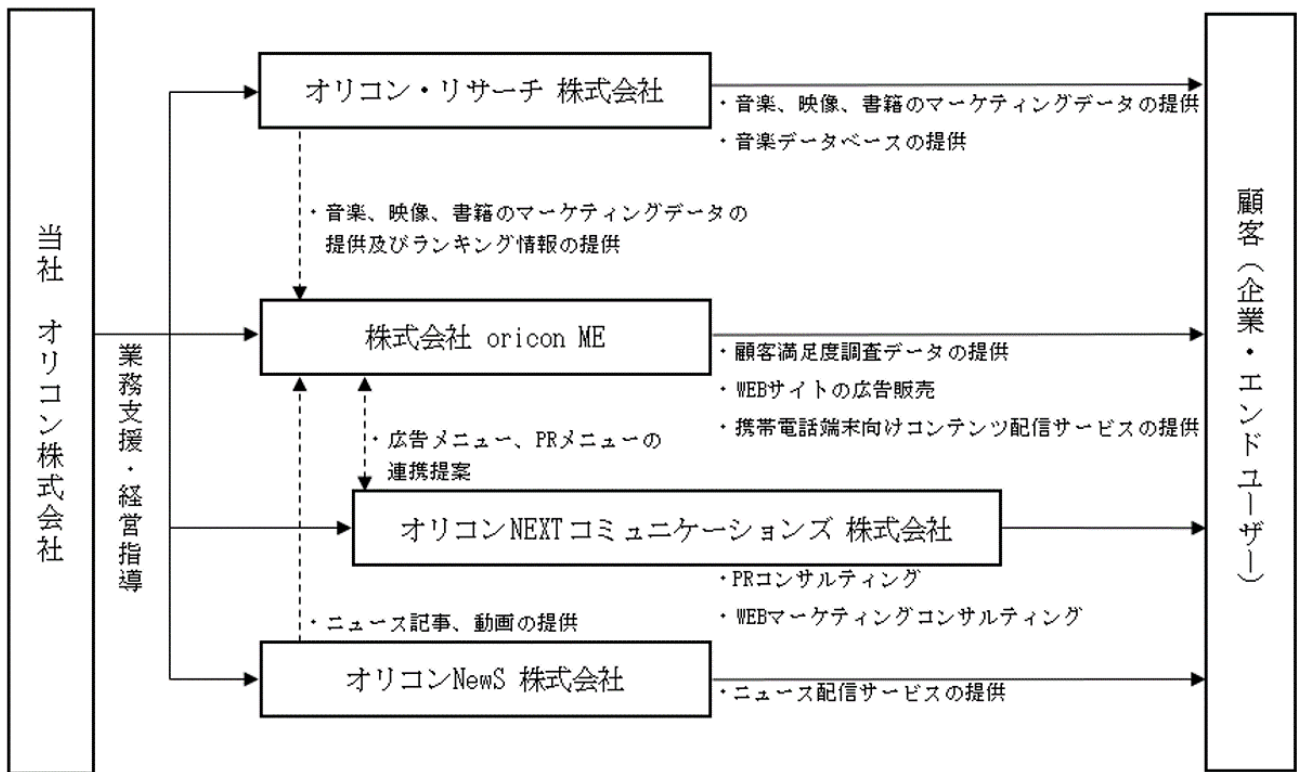 当社　オリコン株式会社
業務支援・経営指導
オリコン・リサーチ 株式会社
・音楽、映像、書籍のマーケティングデータの提供
・音楽データベースの提供
・音楽、映像、書籍のマーケティングデータの
提供及びランキング情報の提供
株式会社 oricon ME
・顧客満足度調査データの提供
・WEBサイトの広告販売
・携帯電話端末向けコンテンツ配信サービスの提供
・広告メニュー、PRメニューの
連携提案
オリコンNEXTコミュニケーションズ 株式会社
・PRコンサルティング
・WEBマーケティングコンサルティング
・ニュース記事、動画の提供
オリコンNewS 株式会社
・ニュース配信サービスの提供
顧客（企業・エンドユーザー）